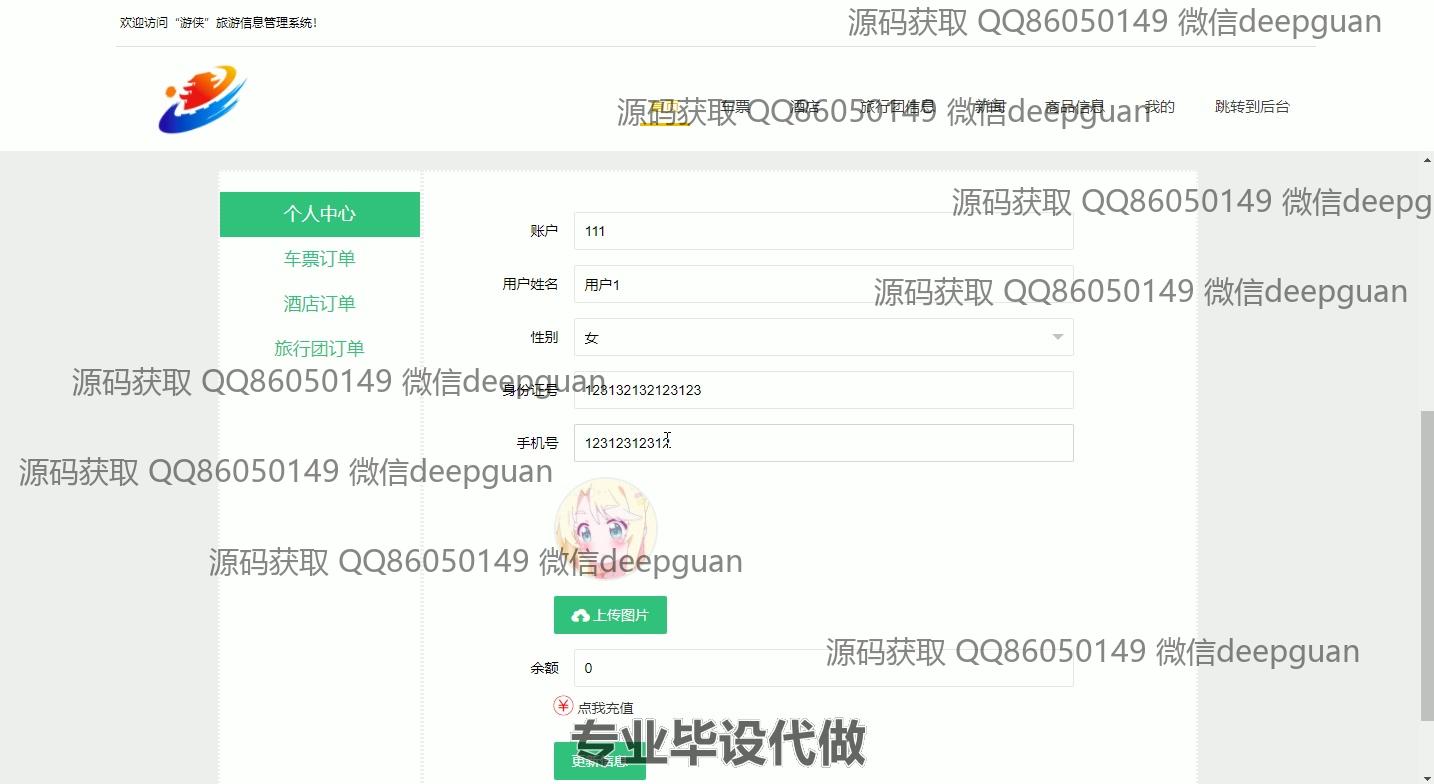 欢迎访问“游侠”旅游信息管理系统!
源码获取 QQ86050149 微信deepguan
首页 车票 酒店 旅行团信息 新闻 商品信息 我的 跳转到后台
源码获取 QQ86050149 微信deepguan
个人中心
车票订单
酒店订单
旅行团订单
源码获取 QQ86050149 微信deepg
账户 111
用户姓名 用户1
源码获取 QQ86050149 微信deepguan
性别 女
源码获取 QQ86050149 微信deepguan
身份证号 123132132123123
手机号 12312312312
源码获取 QQ86050149 微信deepguan
源码获取 QQ86050149 微信deepguan
上传图片
源码获取 QQ86050149 微信deepguan
余额 0
点我充值
专业毕设代做
更新信息